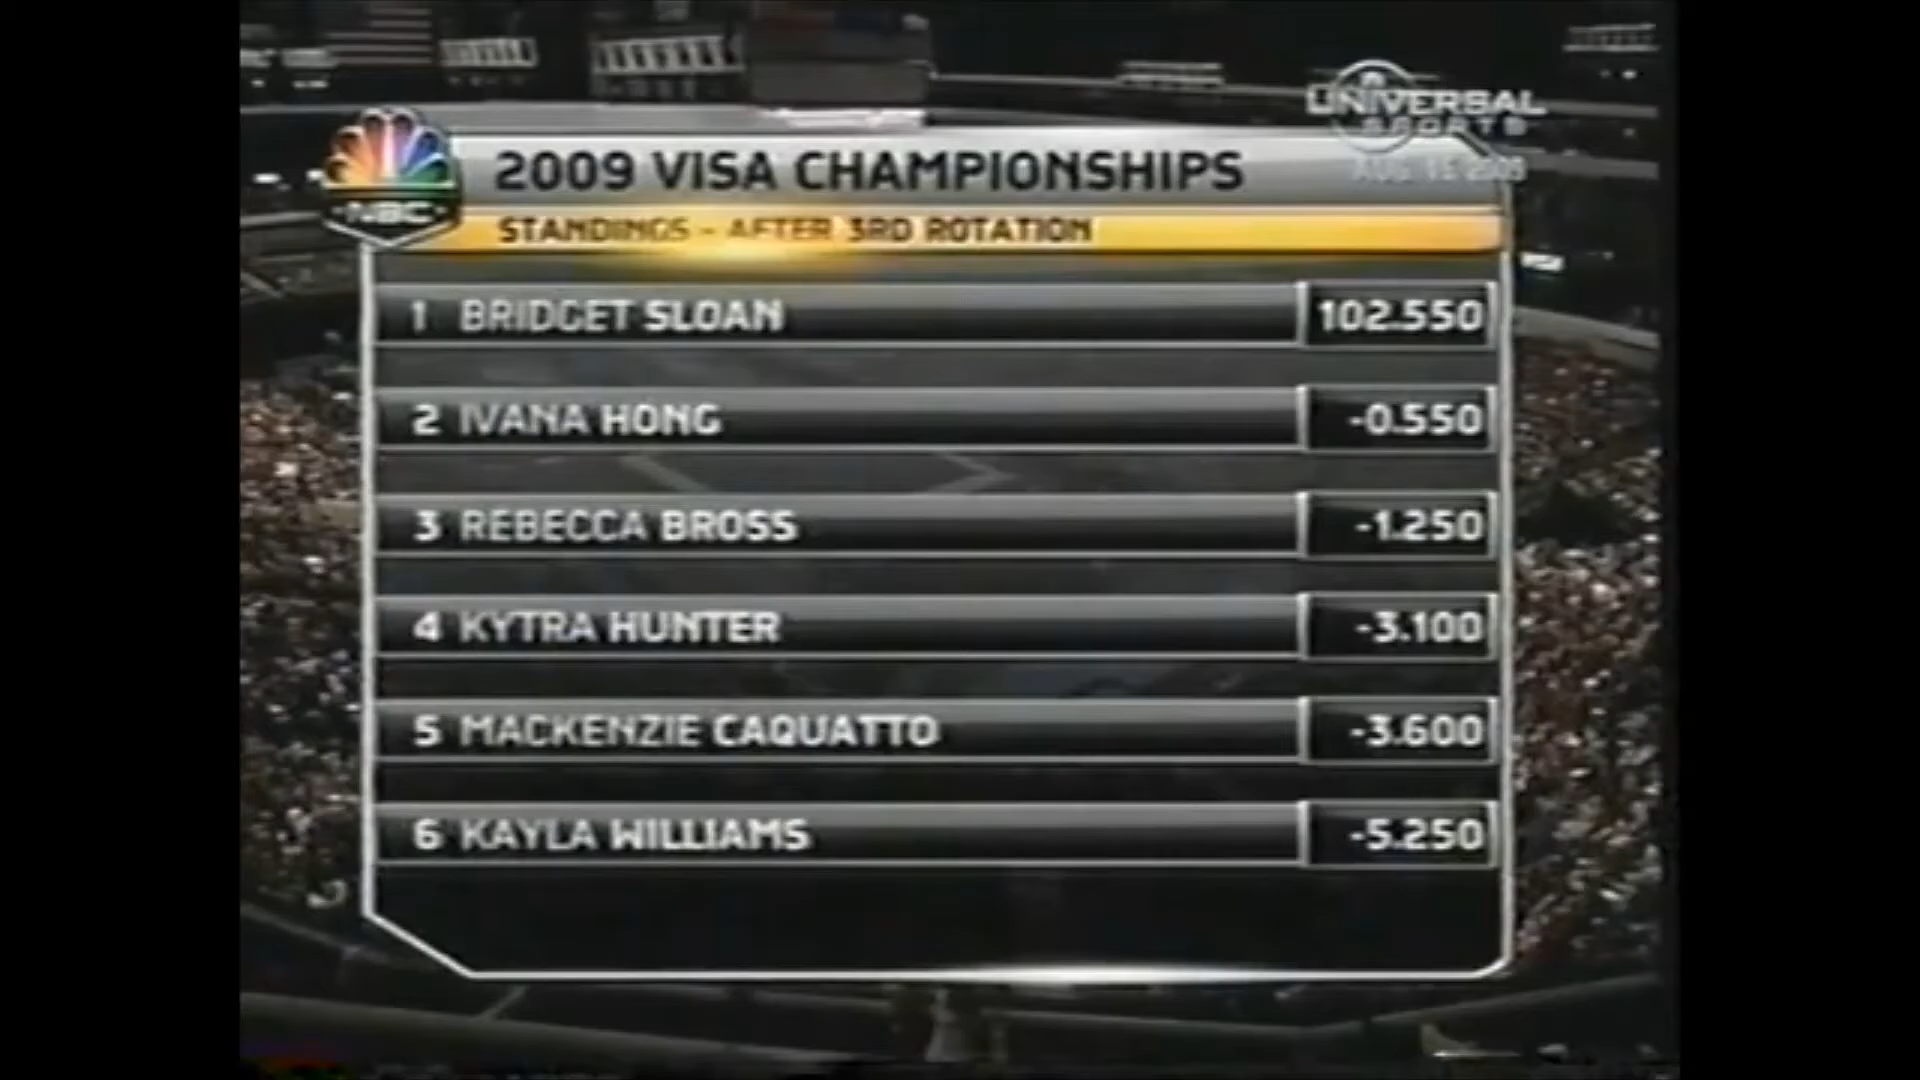 UNIVERSAL
SPORTS
2009 VISA CHAMPIONSHIPS
NBC
STANDINGS - AFTER 3RD ROTATION
VISA
1 BRIDGET SLOAN 102.550
2 IVANA HONG -0.550
3 REBECCA BROSS -1.250
4 KYTRA HUNTER -3.100
5 MACKENZIE CAQUATTO -3.600
6 KAYLA WILLIAMS -5.250